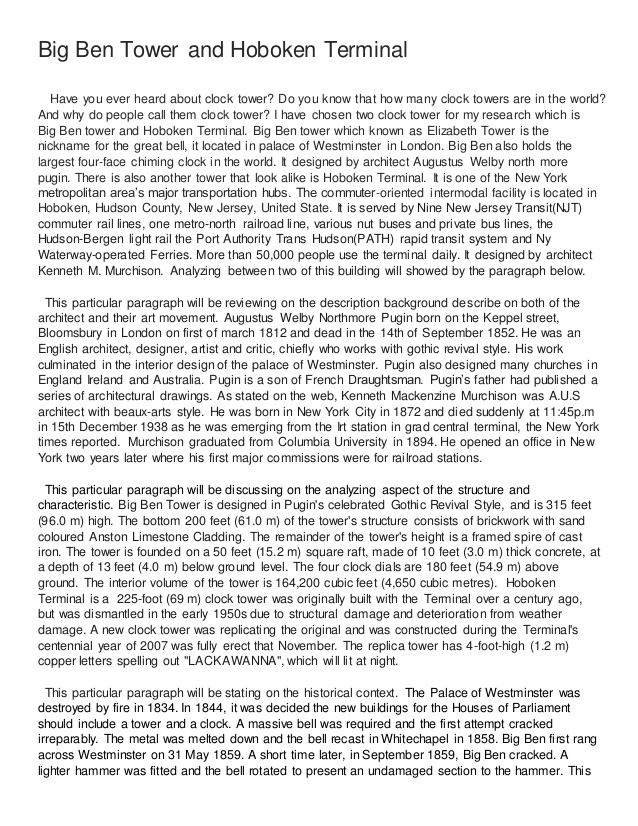 Big Ben Tower and Hoboken Terminal
Have you ever heard about clock tower? Do you know that how many clock towers are in the world?
And why do people call them clock tower? I have chosen two clock tower for my research which is
Big Ben tower and Hoboken Terminal. Big Ben tower which known as Elizabeth Tower is the
nickname for the great bell, it located in palace of Westminster in London. Big Ben also holds the
largest four-face chiming clock in the world. It designed by architect Augustus Welby north more
pugin. There is also another tower that look alike is Hoboken Terminal. It is one of the New York
metropolitan area's major transportation hubs. The commuter-oriented intermodal facility is located in
Hoboken, Hudson County, New Jersey, United State. It is served by Nine New Jersey Transit(NJT)
commuter rail lines, one metro-north railroad line, various nut buses and private bus lines, the
Hudson-Bergen light rail the Port Authority Trans Hudson(PATH) rapid transit system and Ny
Waterway-operated Ferries. More than 50,000 people use the terminal daily. It designed by architect
Kenneth M. Murchison. Analyzing between two of this building will showed by the paragraph below.
This particular paragraph will be reviewing on the description background describe on both of the
architect and their art movement. Augustus Welby Northmore Pugin born on the Keppel street,
Bloomsbury in London on first of march 1812 and dead in the 14th of September 1852. He was an
English architect, designer, artist and critic, chiefly who works with gothic revival style. His work
culminated in the interior design of the palace of Westminster. Pugin also designed many churches in
England Ireland and Australia. Pugin is a son of French Draughtsman. Pugin's father had published a
series of architectural drawings. As stated on the web, Kenneth Mackenzine Murchison was A.U.S
architect with beaux-arts style. He was born in New York City in 1872 and died suddenly at 11:45p.m
in 15th December 1938 as he was emerging from the Irt station in grad central terminal, the New York
times reported. Murchison graduated from Columbia University in 1894. He opened an office in New
York two years later where his first major commissions were for railroad stations.
This particular paragraph will be discussing on the analyzing aspect of the structure and
characteristic. Big Ben Tower is designed in Pugin's celebrated Gothic Revival Style, and is 315 feet
(96.0 m) high. The bottom 200 feet (61.0 m) of the tower's structure consists of brickwork with sand
coloured Anston Limestone Cladding. The remainder of the tower's height is a framed spire of cast
iron. The tower is founded on a 50 feet (15.2 m) square raft, made of 10 feet (3.0 m) thick concrete, at
a depth of 13 feet (4.0 m) below ground level. The four clock dials are 180 feet (54.9 m) above
ground. The interior volume of the tower is 164,200 cubic feet (4,650 cubic metres). Hoboken
Terminal is a 225-foot (69 m) clock tower was originally built with the Terminal over a century ago,
but was dismantled in the early 1950s due to structural damage and deterioration from weather
damage. A new clock tower was replicating the original and was constructed during the Terminal's
centennial year of 2007 was fully erect that November. The replica tower has 4-foot-high (1.2 m)
copper letters spelling out "LACKAWANNA", which will lit at night.
This particular paragraph will be stating on the historical context. The Palace of Westminster was
destroyed by fire in 1834. In 1844, it was decided the new buildings for the Houses of Parliament
should include a tower and a clock. A massive bell was required and the first attempt cracked
irreparably. The metal was melted down and the bell recast in Whitechapel in 1858. Big Ben first rang
across Westminster on 31 May 1859. A short time later, in September 1859, Big Ben cracked. A
lighter hammer was fitted and the bell rotated to present an undamaged section to the hammer. This